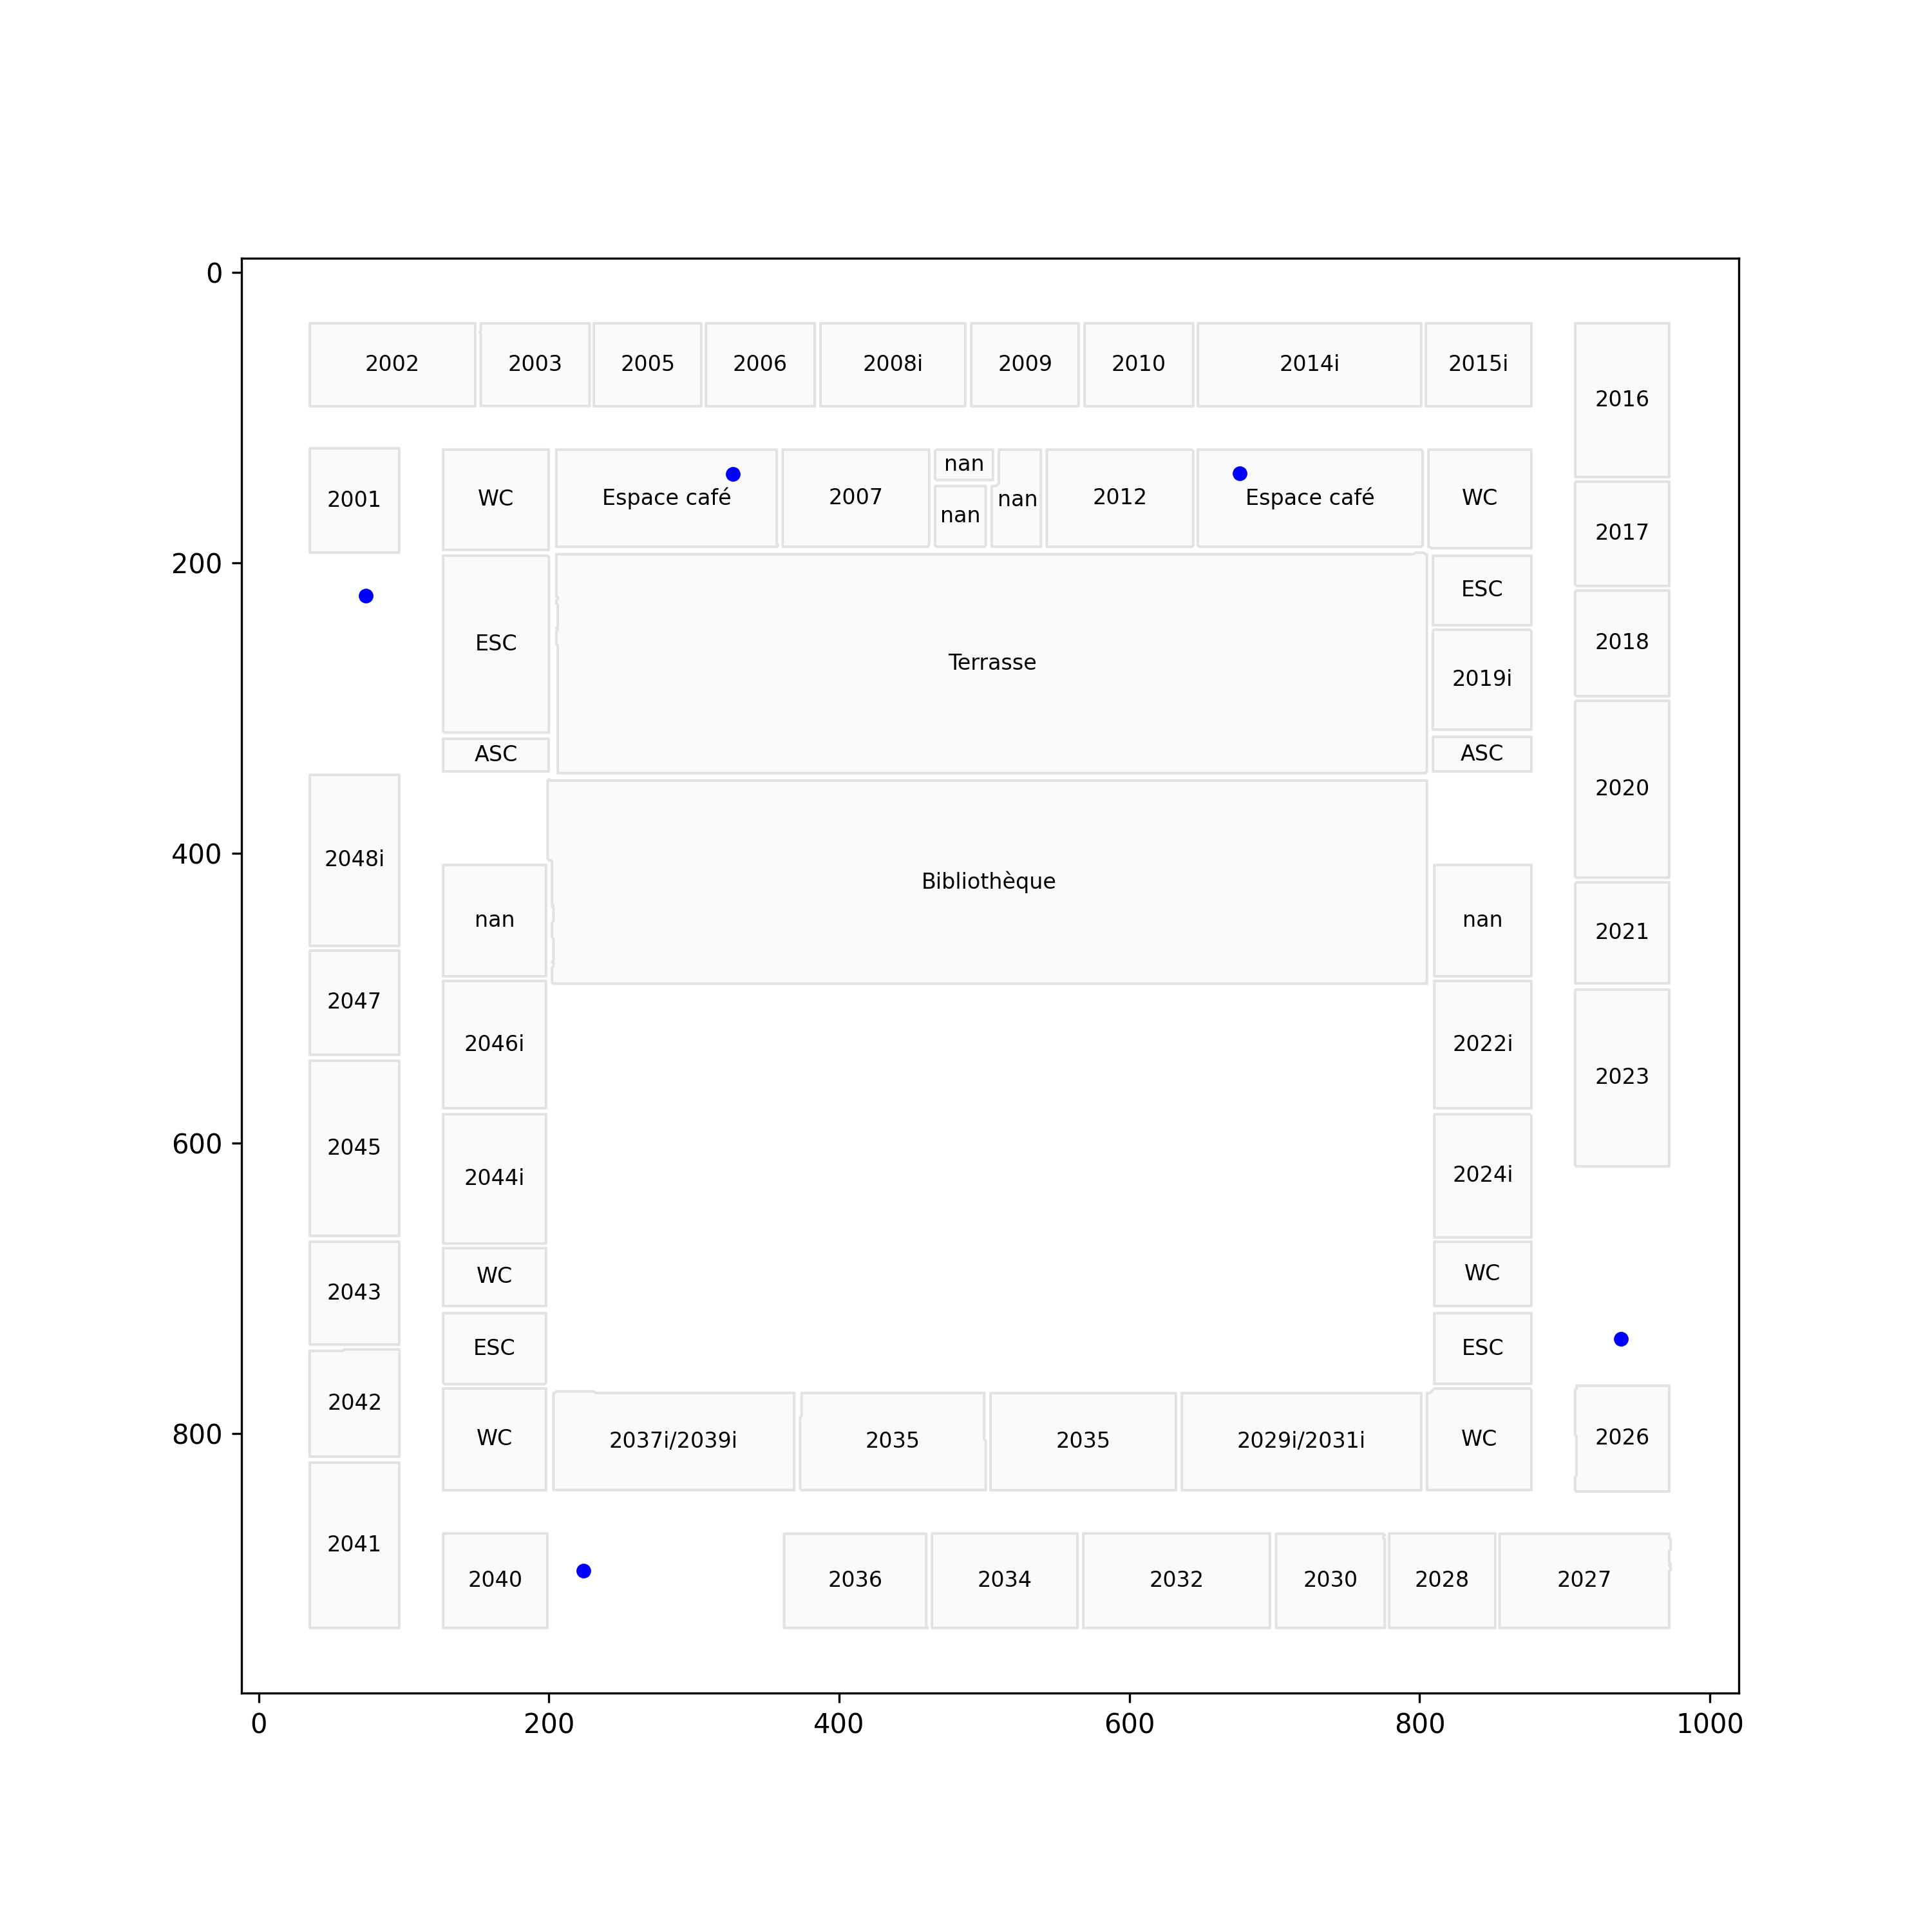 0
2002 2003 2005 2006 2008i 2009 2010 2014i 2015i
2016
nan
2001 WC Espace café 2007 nan nan 2012 Espace café WC
2017
200
ESC
2018
ESC
Terrasse
2019i
ASC ASC
2020
400
2048i
Bibliothèque
nan nan
2021
2047
2046i 2022i
2023
600
2045
2044i 2024i
WC WC
2043
ESC ESC
2042
800
WC 2037i/2039i 2035 2035 2029i/2031i WC 2026
2041
2040 2036 2034 2032 2030 2028 2027
0 200 400 600 800 1000